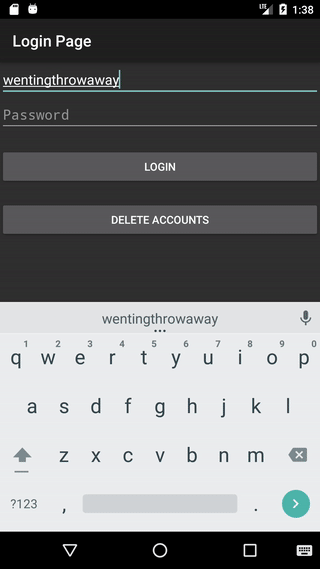 LTE 1:38
Login Page
wentingthrowaway
Password
LOGIN
DELETE ACCOUNTS
wentingthrowaway
1 2 3 4 5 6 7 8 9 0
q w e r t y u i o p
a s d f g h j k l
z x c v b n m
?123 , .